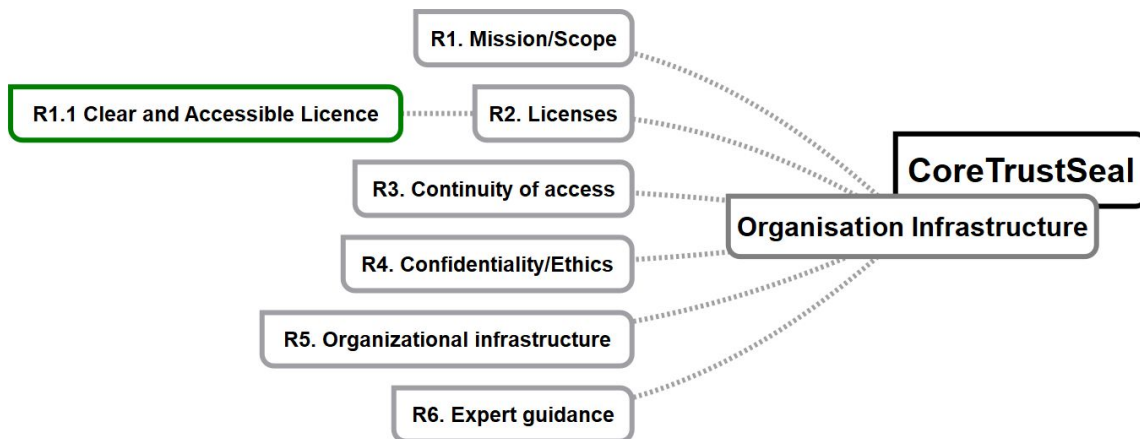 R1. Mission/Scope
R1.1 Clear and Accessible Licence
R2. Licenses
CoreTrustSeal
R3. Continuity of access
Organisation Infrastructure
R4. Confidentiality/Ethics
R5. Organizational infrastructure
R6. Expert guidance